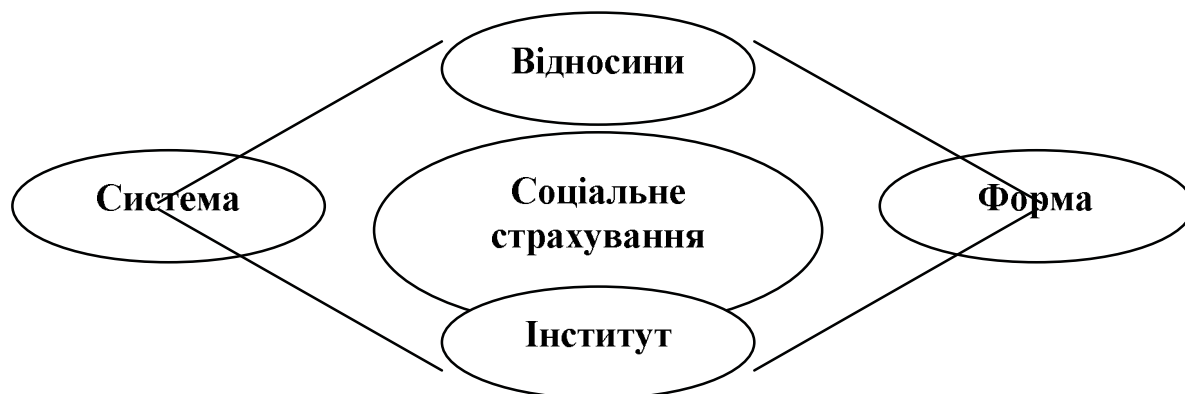 Відносини
Система
Соціальне
страхування
Форма
Інститут